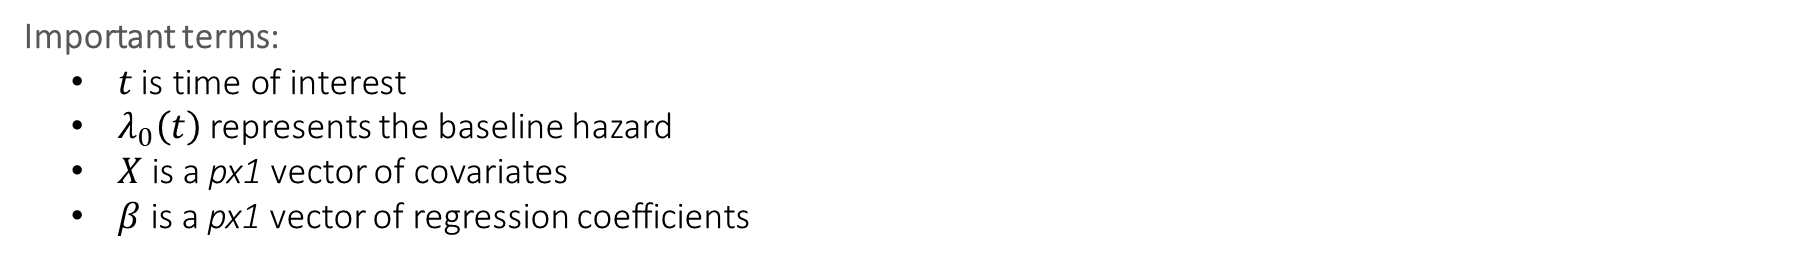 Important terms:
• t is time of interest
• λ₀(t) represents the baseline hazard
• X is a px1 vector of covariates
• β is a px1 vector of regression coefficients